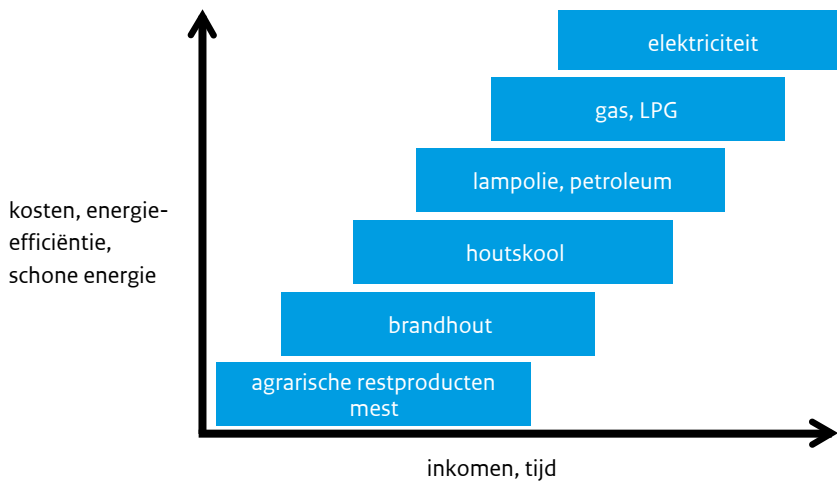 elektriciteit
gas, LPG
lampolie, petroleum
kosten, energie-
efficiëntie,
schone energie
houtskool
brandhout
agrarische restproducten
mest
inkomen, tijd